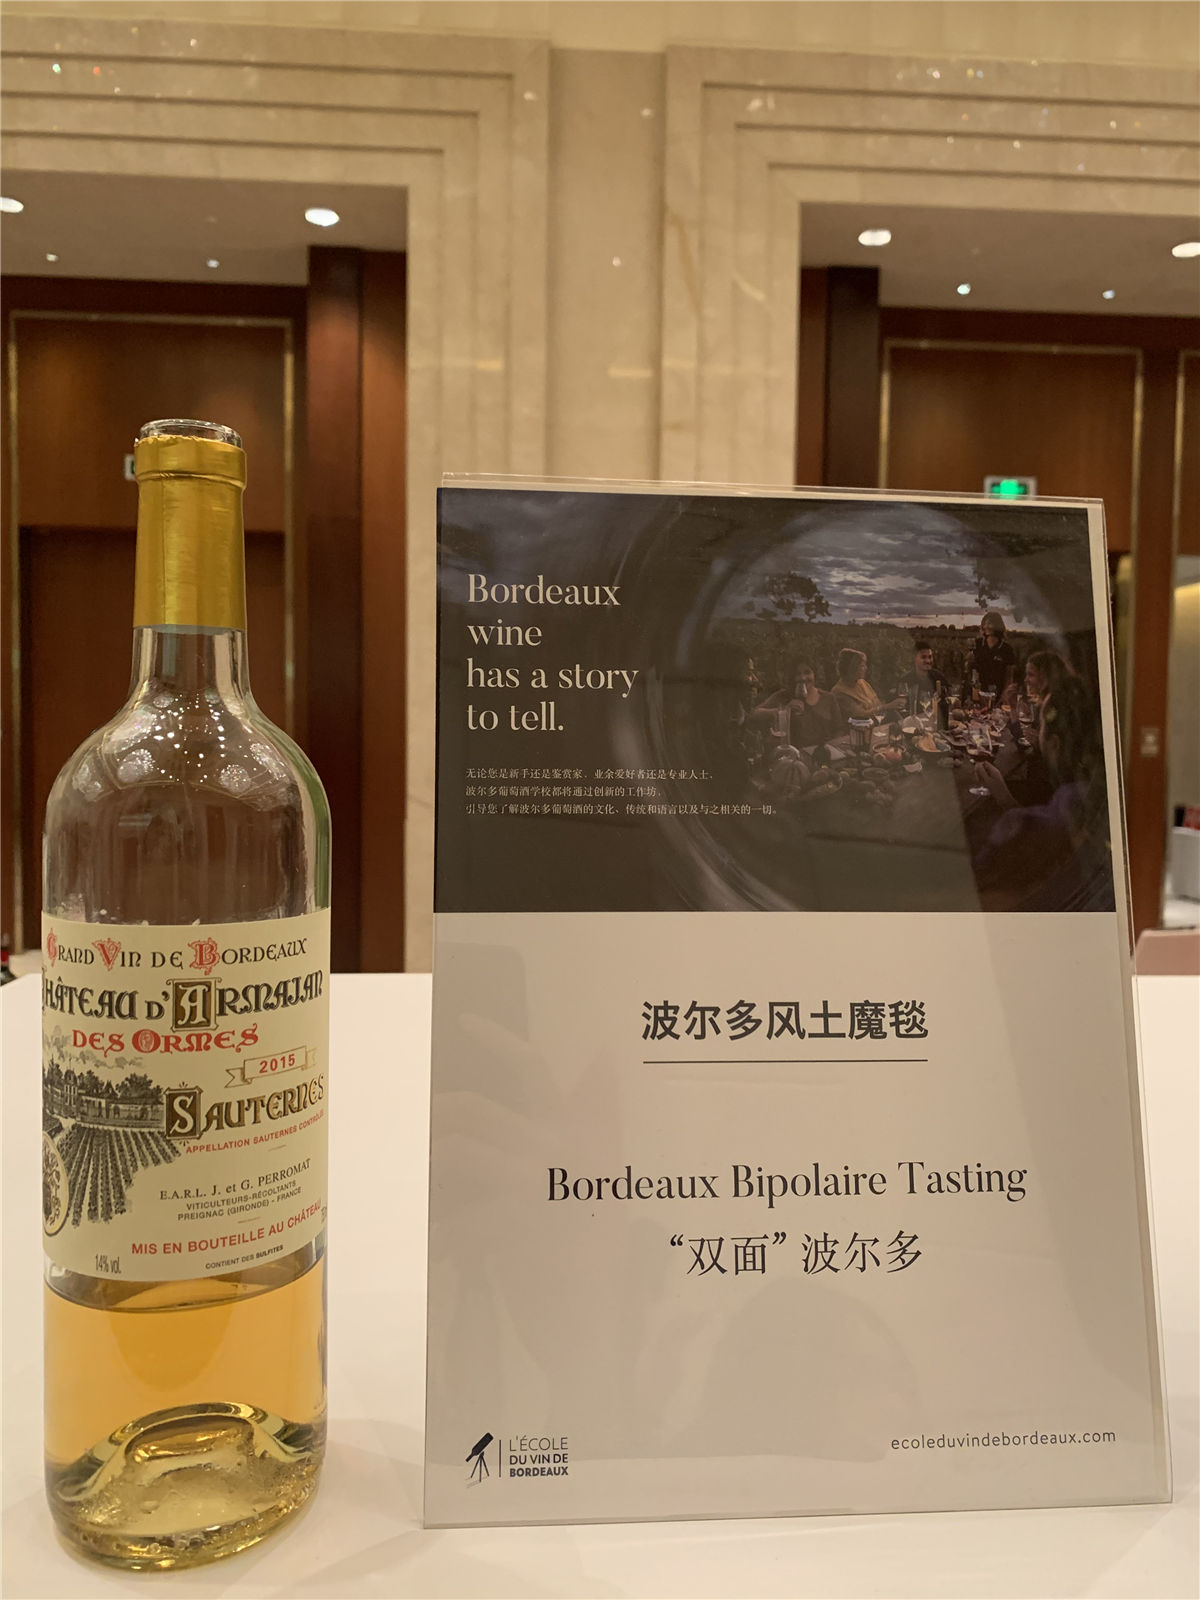 GRAND VIN DE BORDEAUX
CHÂTEAU D'ARMAJAN
DES ORMES
2015
SAUTERNES
APPELLATION SAUTERNES CONTRÔLÉE
E.A.R.L. J. et G. PERROMAT
VITICULTEURS-RÉCOLTANTS
PREIGNAC (GIRONDE) - FRANCE
MIS EN BOUTEILLE AU CHÂTEAU
14% vol.
CONTIENT DES SULFITES
Bordeaux
wine
has a story
to tell.
无论您是新手还是鉴赏家、业余爱好者还是专业人士，
波尔多葡萄酒学校都将通过创新的工作坊，
引导您了解波尔多葡萄酒的文化、传统和语言以及与之相关的一切。
波尔多风土魔毯
Bordeaux Bipolaire Tasting
“双面” 波尔多
L'ÉCOLE
DU VIN DE
BORDEAUX
ecoleduvindebordeaux.com